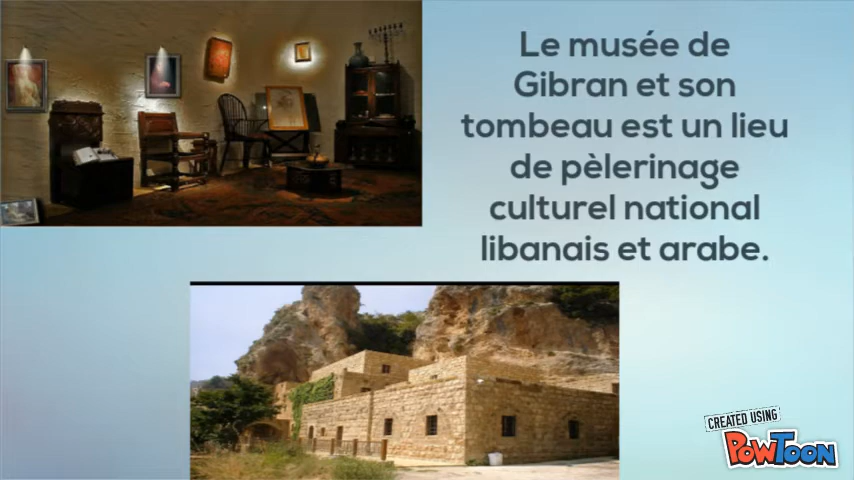 Le musée de
Gibran et son
tombeau est un lieu
de pèlerinage
culturel national
libanais et arabe.
CREATED USING
POWTOON